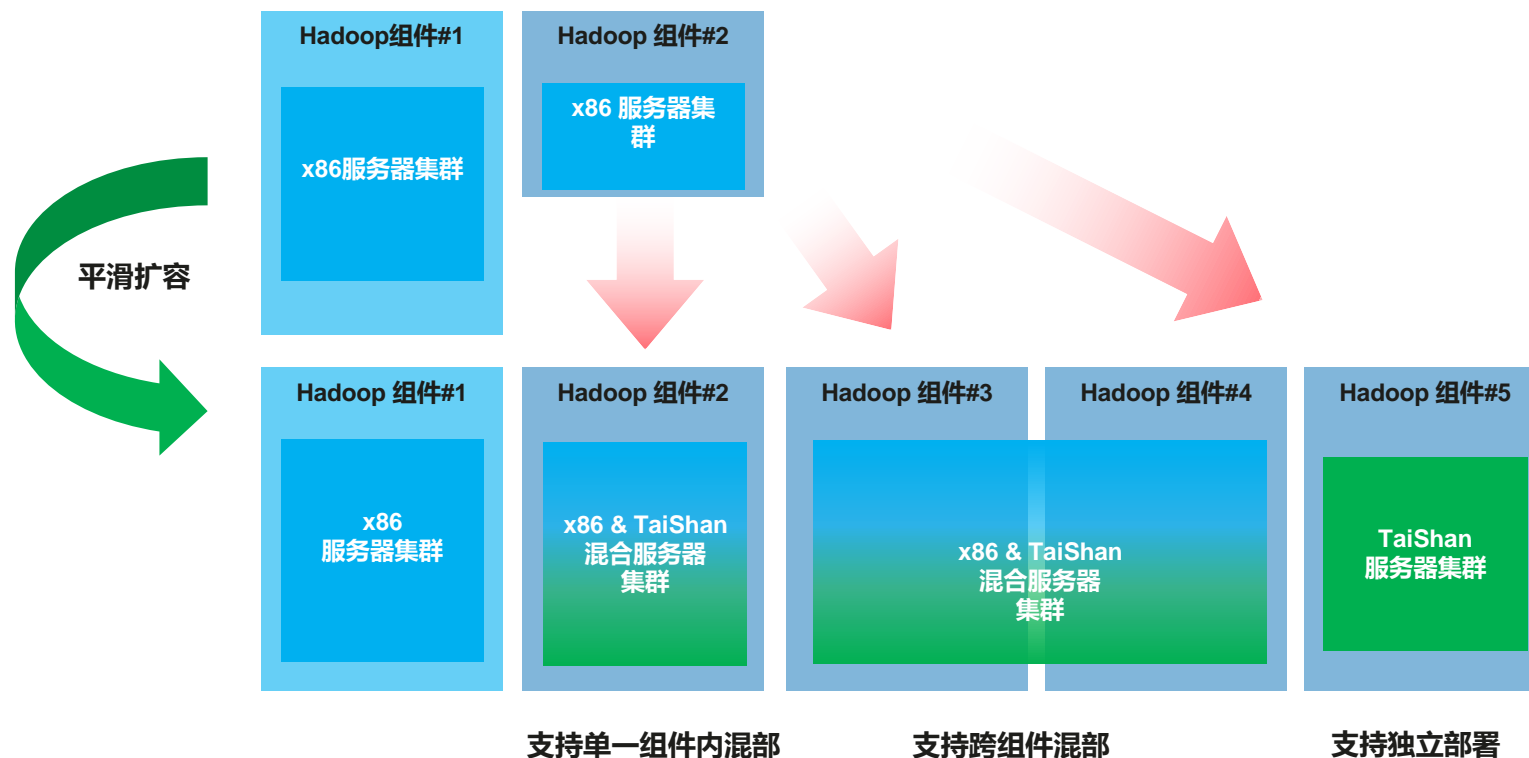 Hadoop组件#1
Hadoop 组件#2
x86服务器集群
x86 服务器集
群
平滑扩容
Hadoop 组件#1
Hadoop 组件#2
Hadoop 组件#3
Hadoop 组件#4
Hadoop 组件#5
x86
服务器集群
x86 & TaiShan
混合服务器
集群
x86 & TaiShan
混合服务器
集群
TaiShan
服务器集群
支持单一组件内混部
支持跨组件混部
支持独立部署